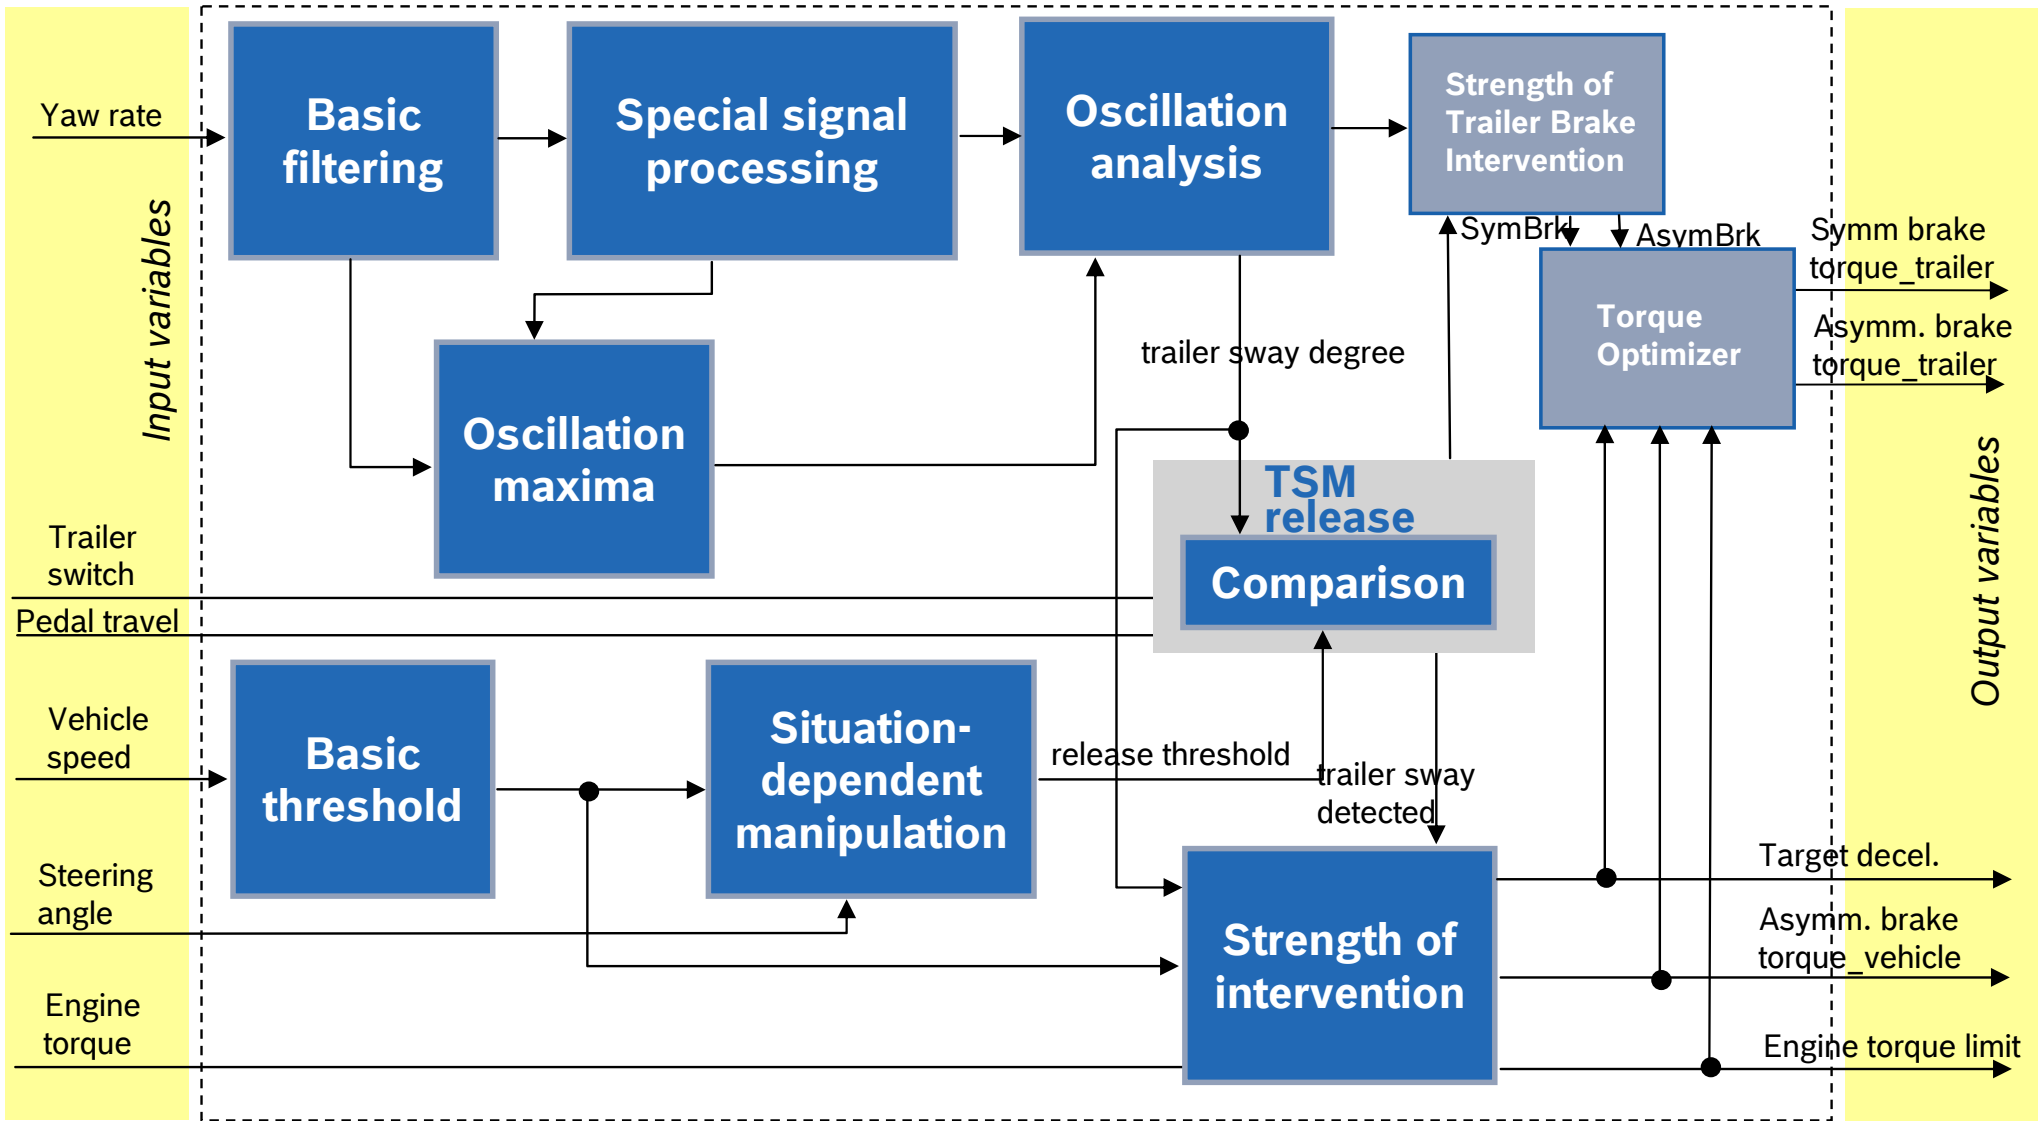 Yaw rate
Input variables
Trailer
switch
Pedal travel
Vehicle
speed
Steering
angle
Engine
torque
Basic
filtering
Special signal
processing
Oscillation
analysis
Strength of
Trailer Brake
Intervention
SymBrk
AsymBrk
Torque
Optimizer
Symm brake
torque_trailer
Asymm. brake
torque_trailer
Oscillation
maxima
trailer sway degree
TSM
release
Comparison
Basic
threshold
Situation-
dependent
manipulation
release threshold
trailer sway
detected
Strength of
intervention
Output variables
Target decel.
Asymm. brake
torque_vehicle
Engine torque limit